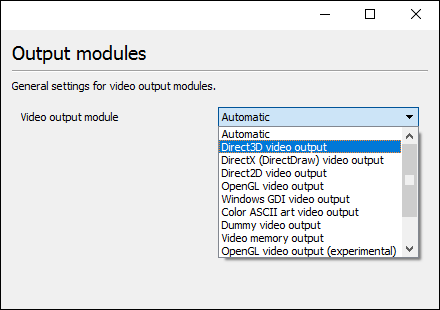 Output modules
General settings for video output modules.
Video output module
Automatic
Automatic
Direct3D video output
DirectX (DirectDraw) video output
Direct2D video output
OpenGL video output
Windows GDI video output
Color ASCII art video output
Dummy video output
Video memory output
OpenGL video output (experimental)